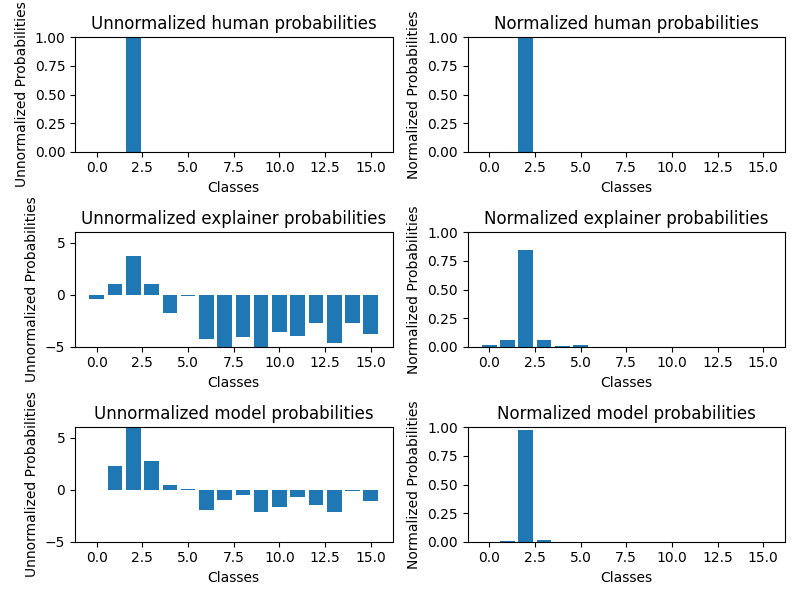 Unnormalized human probabilities
Unnormalized Probabilities
1.00
0.75
0.50
0.25
0.00
0.0 2.5 5.0 7.5 10.0 12.5 15.0
Classes
Normalized human probabilities
Normalized Probabilities
1.00
0.75
0.50
0.25
0.00
0.0 2.5 5.0 7.5 10.0 12.5 15.0
Classes
Unnormalized explainer probabilities
Unnormalized Probabilities
5
0
−5
0.0 2.5 5.0 7.5 10.0 12.5 15.0
Classes
Normalized explainer probabilities
Normalized Probabilities
1.00
0.75
0.50
0.25
0.00
0.0 2.5 5.0 7.5 10.0 12.5 15.0
Classes
Unnormalized model probabilities
Unnormalized Probabilities
5
0
−5
0.0 2.5 5.0 7.5 10.0 12.5 15.0
Classes
Normalized model probabilities
Normalized Probabilities
1.00
0.75
0.50
0.25
0.00
0.0 2.5 5.0 7.5 10.0 12.5 15.0
Classes